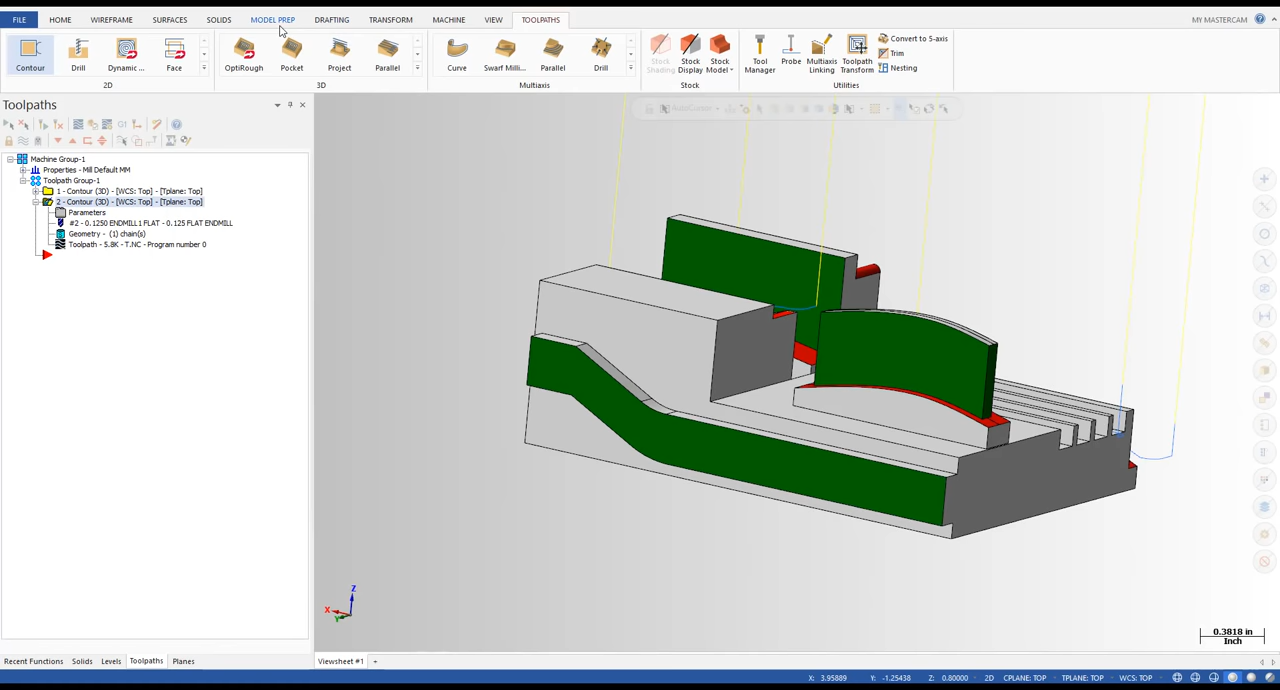 FILE HOME WIREFRAME SURFACES SOLIDS MODEL PREP DRAFTING TRANSFORM MACHINE VIEW TOOLPATHS MY MASTERCAM
Contour Drill Dynamic ... Face OptiRough Pocket Project Parallel Curve Swarf Milli... Parallel Drill Stock Shading Stock Display Stock Model Tool Manager Probe Multiaxis Linking Toolpath Transform Convert to 5-axis
Trim
Nesting
2D 3D Multiaxis Stock Utilities
Toolpaths
AutoCursor
G1
Machine Group-1
Properties - Mill Default MM
Toolpath Group-1
1 - Contour (3D) - [WCS: Top] - [Tplane: Top]
2 - Contour (3D) - [WCS: Top] - [Tplane: Top]
Parameters
#2 - 0.1250 ENDMILL1 FLAT - 0.125 FLAT ENDMILL
Geometry - (1) chain(s)
Toolpath - 5.8K - T.NC - Program number 0
Z
X
Y
0.3818 in
Inch
Recent Functions Solids Levels Toolpaths Planes Viewsheet #1 +
X: 3.95889 Y: -1.25438 Z: 0.80000 2D CPLANE: TOP TPLANE: TOP WCS: TOP